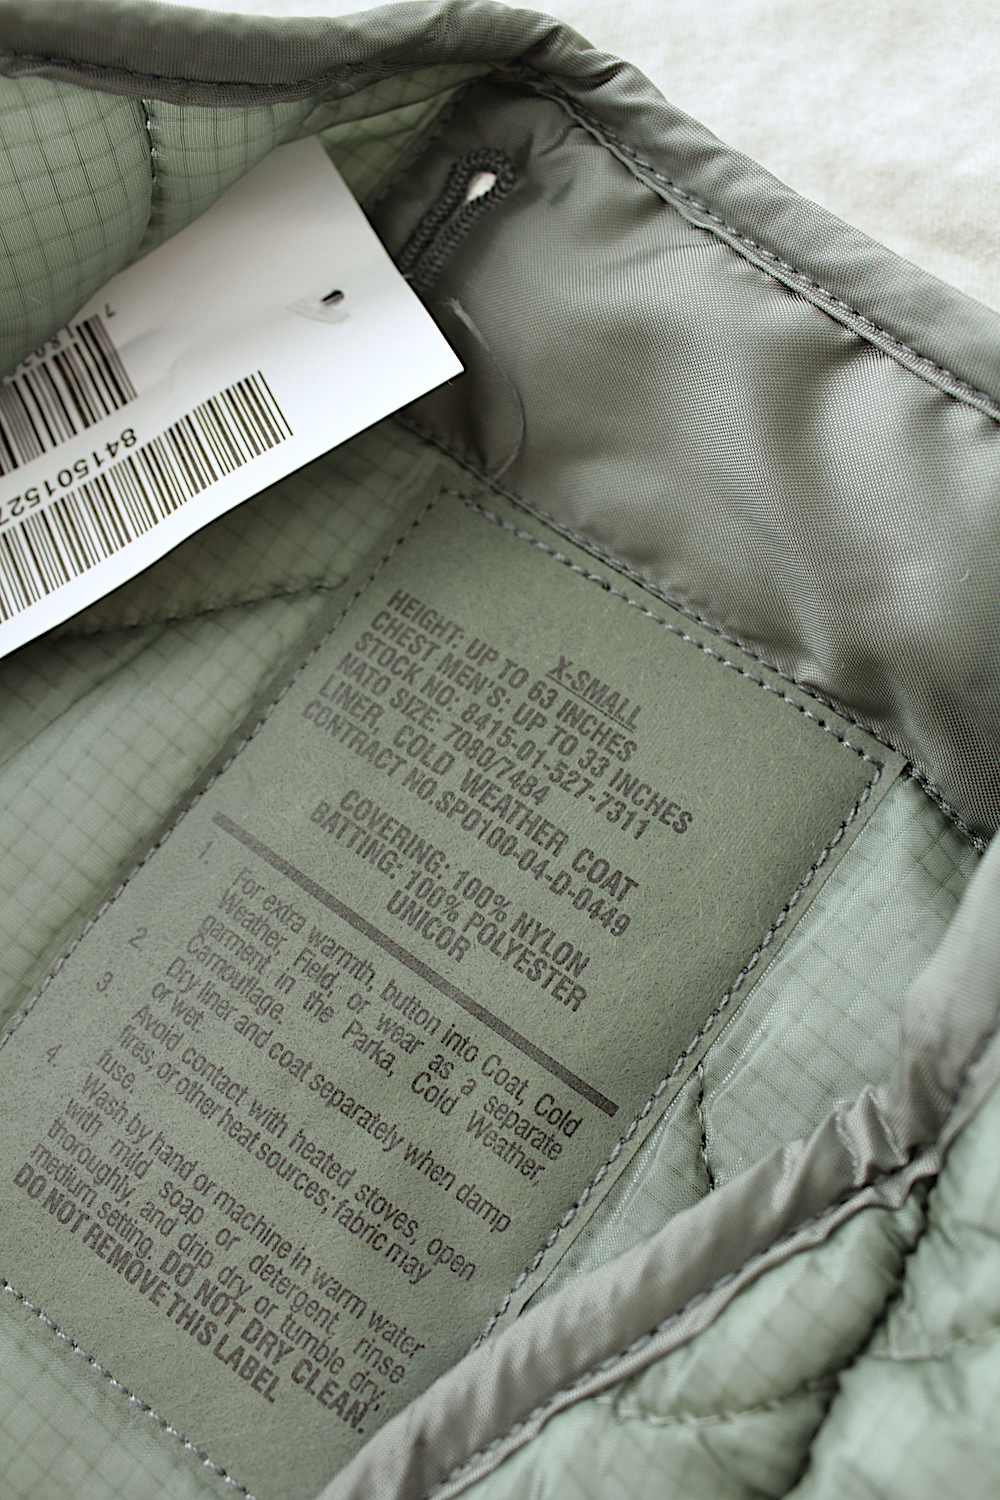 X-SMALL
HEIGHT: UP TO 63 INCHES
CHEST MEN'S: UP TO 33 INCHES
STOCK NO: 8415-01-527-7311
NATO SIZE: 7080/7484
LINER, COLD WEATHER COAT
CONTRACT NO.SPO100-04-D-0449
COVERING: 100% NYLON
BATTING: 100% POLYESTER
UNICOR
1. For extra warmth, button into Coat, Cold
Weather, Field, or wear as a separate
garment in the Parka, Cold Weather,
Camouflage.
2. Dry liner and coat separately when damp
or wet.
3. Avoid contact with heated stoves, open
fires, or other heat sources; fabric may
fuse.
4. Wash by hand or machine in warm water
with mild soap or detergent, rinse
thoroughly, and drip dry or tumble dry,
medium setting. DO NOT DRY CLEAN.
DO NOT REMOVE THIS LABEL
841501527